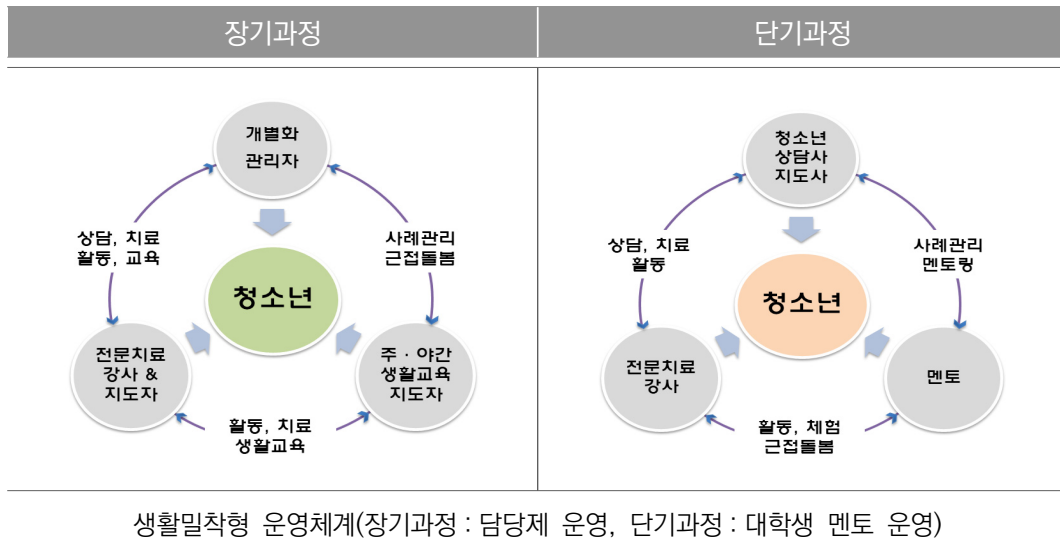 장기과정
단기과정
개별화
관리자
상담, 치료
활동, 교육
사례관리
근접돌봄
청소년
전문치료
강사 &
지도자
주 · 야간
생활교육
지도자
활동, 치료
생활교육
청소년
상담사
지도사
상담, 치료
활동
사례관리
멘토링
청소년
전문치료
강사
멘토
활동, 체험
근접돌봄
생활밀착형 운영체계(장기과정 : 담당제 운영, 단기과정 : 대학생 멘토 운영)